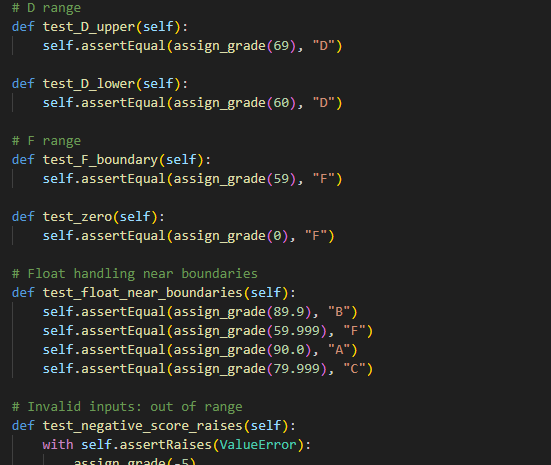 # D range
def test_D_upper(self):
    self.assertEqual(assign_grade(69), "D")
def test_D_lower(self):
    self.assertEqual(assign_grade(60), "D")
# F range
def test_F_boundary(self):
    self.assertEqual(assign_grade(59), "F")
def test_zero(self):
    self.assertEqual(assign_grade(0), "F")
# Float handling near boundaries
def test_float_near_boundaries(self):
    self.assertEqual(assign_grade(89.9), "B")
    self.assertEqual(assign_grade(59.999), "F")
    self.assertEqual(assign_grade(90.0), "A")
    self.assertEqual(assign_grade(79.999), "C")
# Invalid inputs: out of range
def test_negative_score_raises(self):
    with self.assertRaises(ValueError):
        assign_grade(-5)